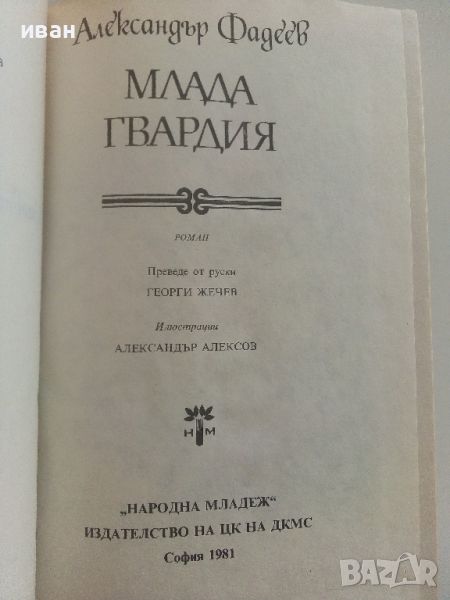 иван
Александър Фадеев
МЛАДА
ГВАРДИЯ
РОМАН
Преведе от руски
ГЕОРГИ ЖЕЧЕВ
Илюстрации
АЛЕКСАНДЪР АЛЕКСОВ
Н М
„НАРОДНА МЛАДЕЖ“
ИЗДАТЕЛСТВО НА ЦК НА ДКМС
София 1981
BAZAR